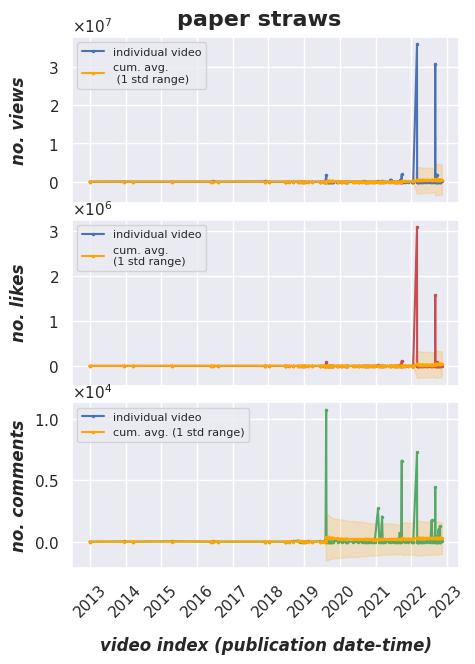 paper straws
×10⁷
individual video
cum. avg.
(1 std range)
no. views
3
2
1
0
×10⁶
individual video
cum. avg.
(1 std range)
no. likes
3
2
1
0
×10⁴
individual video
cum. avg. (1 std range)
no. comments
1.0
0.5
0.0
2013 2014 2015 2016 2017 2018 2019 2020 2021 2022 2023
video index (publication date-time)